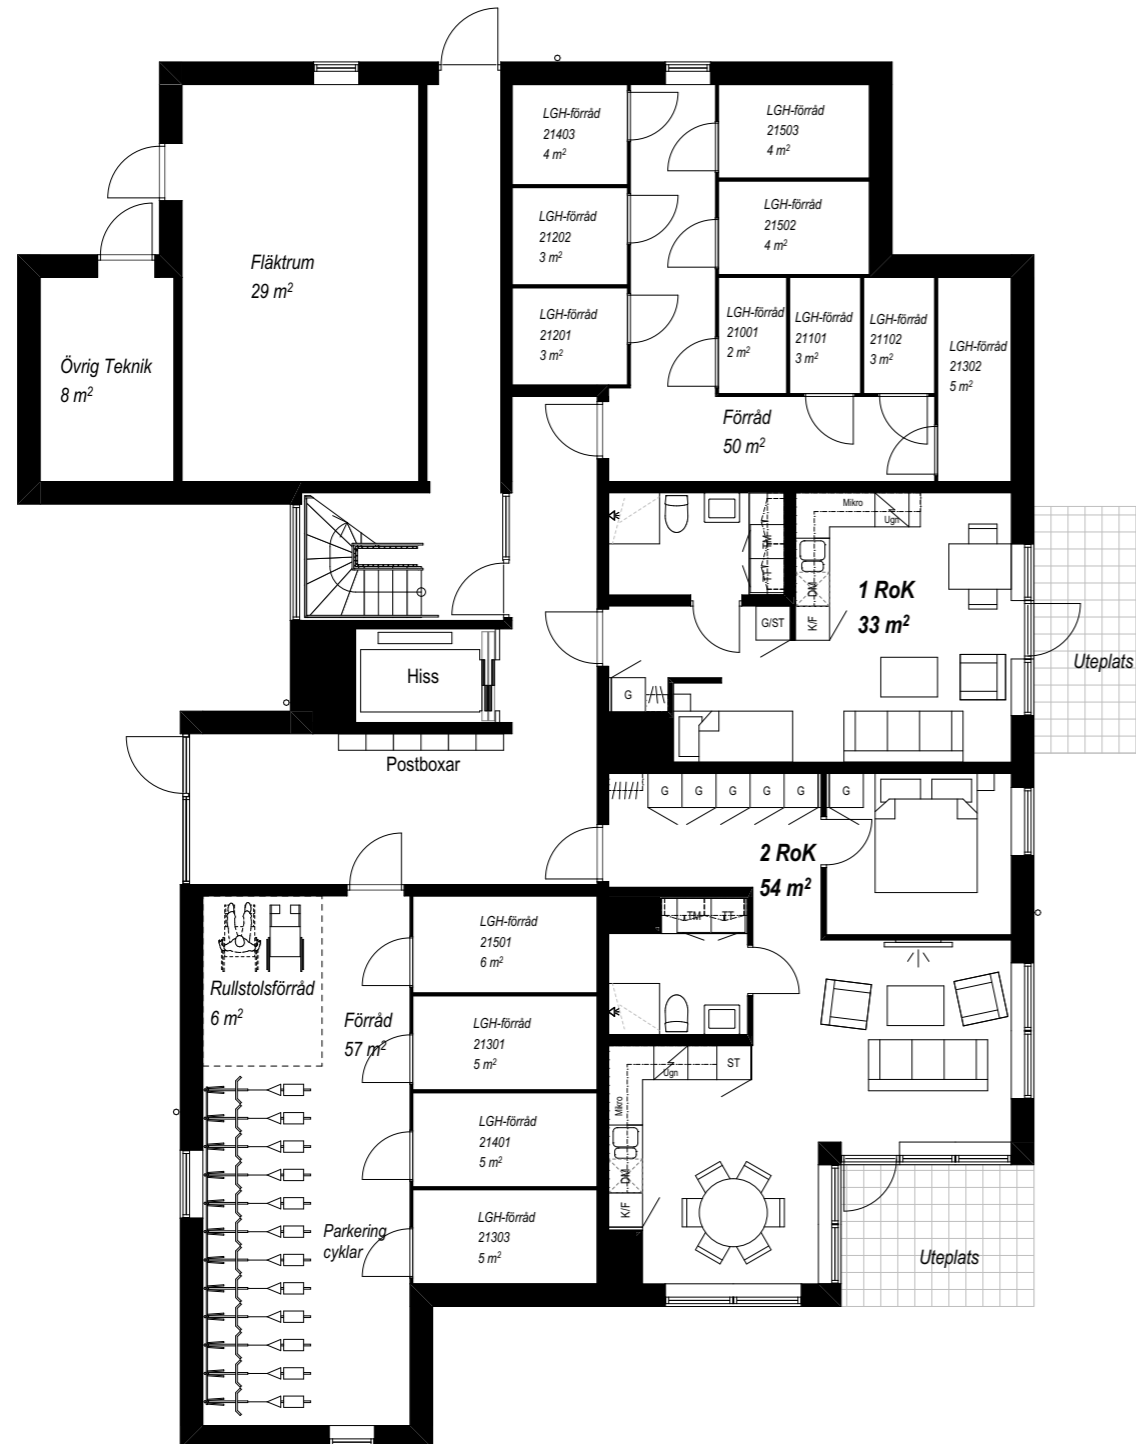 LGH-förråd
21403
4 m²
LGH-förråd
21503
4 m²
LGH-förråd
21202
3 m²
LGH-förråd
21502
4 m²
Fläktrum
29 m²
LGH-förråd
21201
3 m²
LGH-förråd
21001
2 m²
LGH-förråd
21101
3 m²
LGH-förråd
21102
3 m²
LGH-förråd
21302
5 m²
Övrig Teknik
8 m²
Förråd
50 m²
Mikro
Ugn
TM
TT
DM
K/F
G/ST
G
1 RoK
33 m²
Uteplats
Hiss
Postboxar
G
G
G
G
G
G
2 RoK
54 m²
TM
TT
LGH-förråd
21501
6 m²
Rullstolsförråd
6 m²
Förråd
57 m²
LGH-förråd
21301
5 m²
LGH-förråd
21401
5 m²
LGH-förråd
21303
5 m²
Parkering
cyklar
Ugn
ST
Mikro
DM
K/F
Uteplats